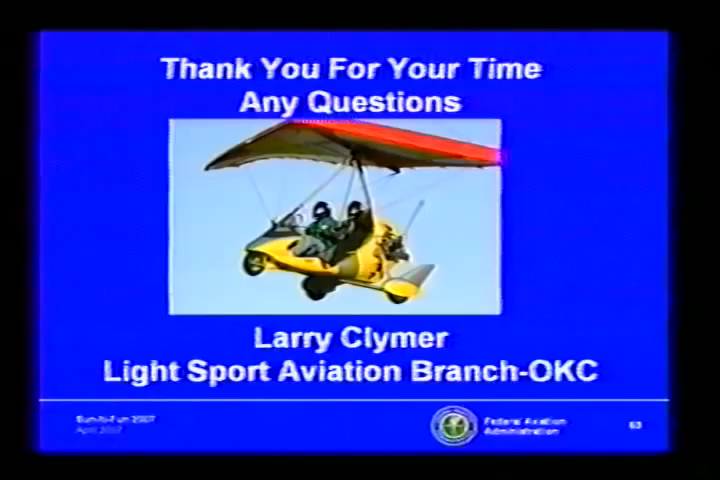 Thank You For Your Time
Any Questions
Larry Clymer
Light Sport Aviation Branch-OKC
Sun-N-Fun 2007
April 2007
Federal Aviation
Administration
63